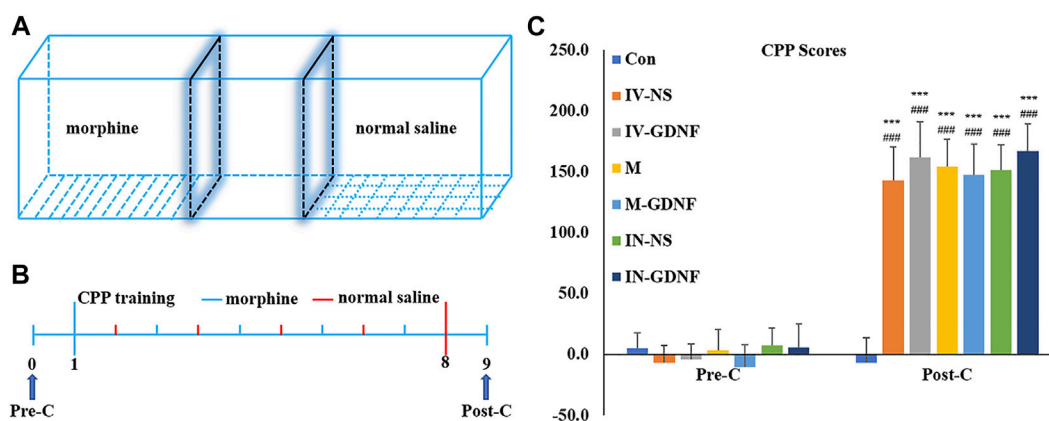 A
morphine
normal saline
B
CPP training
morphine
normal saline
0
1
8
9
Pre-C
Post-C
C
CPP Scores
250.0
200.0
150.0
100.0
50.0
0.0
-50.0
Con
IV-NS
IV-GDNF
M
M-GDNF
IN-NS
IN-GDNF
***
###
***
###
***
###
***
###
***
###
***
###
Pre-C
Post-C